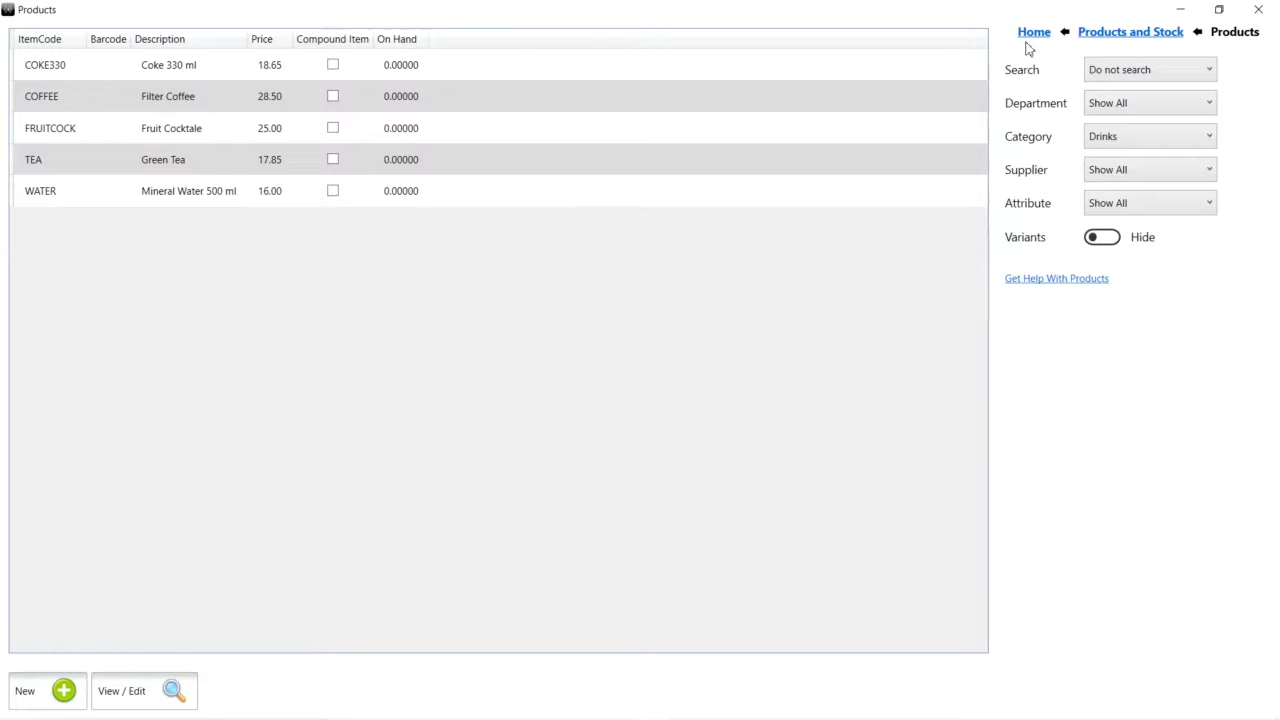 Products
ItemCode Barcode Description Price Compound Item On Hand
COKE330 Coke 330 ml 18.65 0.00000
COFFEE Filter Coffee 28.50 0.00000
FRUITCOCK Fruit Cocktale 25.00 0.00000
TEA Green Tea 17.85 0.00000
WATER Mineral Water 500 ml 16.00 0.00000
Home Products and Stock Products
Search Do not search
Department Show All
Category Drinks
Supplier Show All
Attribute Show All
Variants Hide
Get Help With Products
New View / Edit